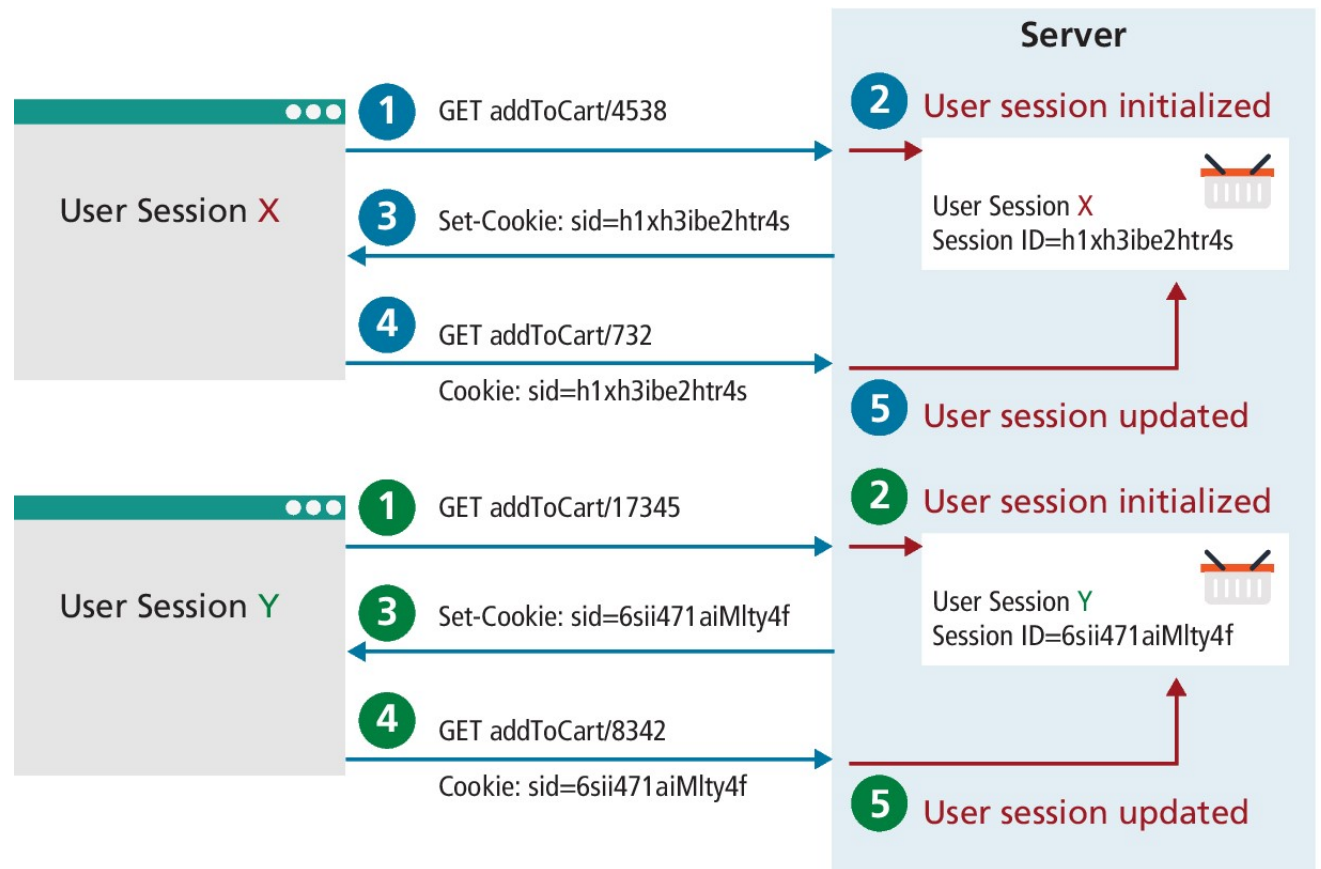 Server
1 GET addToCart/4538
2 User session initialized
User Session X
3 Set-Cookie: sid=h1xh3ibe2htr4s
User Session X
Session ID=h1xh3ibe2htr4s
4 GET addToCart/732
Cookie: sid=h1xh3ibe2htr4s
5 User session updated
1 GET addToCart/17345
2 User session initialized
User Session Y
3 Set-Cookie: sid=6sii471aiMlty4f
User Session Y
Session ID=6sii471aiMlty4f
4 GET addToCart/8342
Cookie: sid=6sii471aiMlty4f
5 User session updated